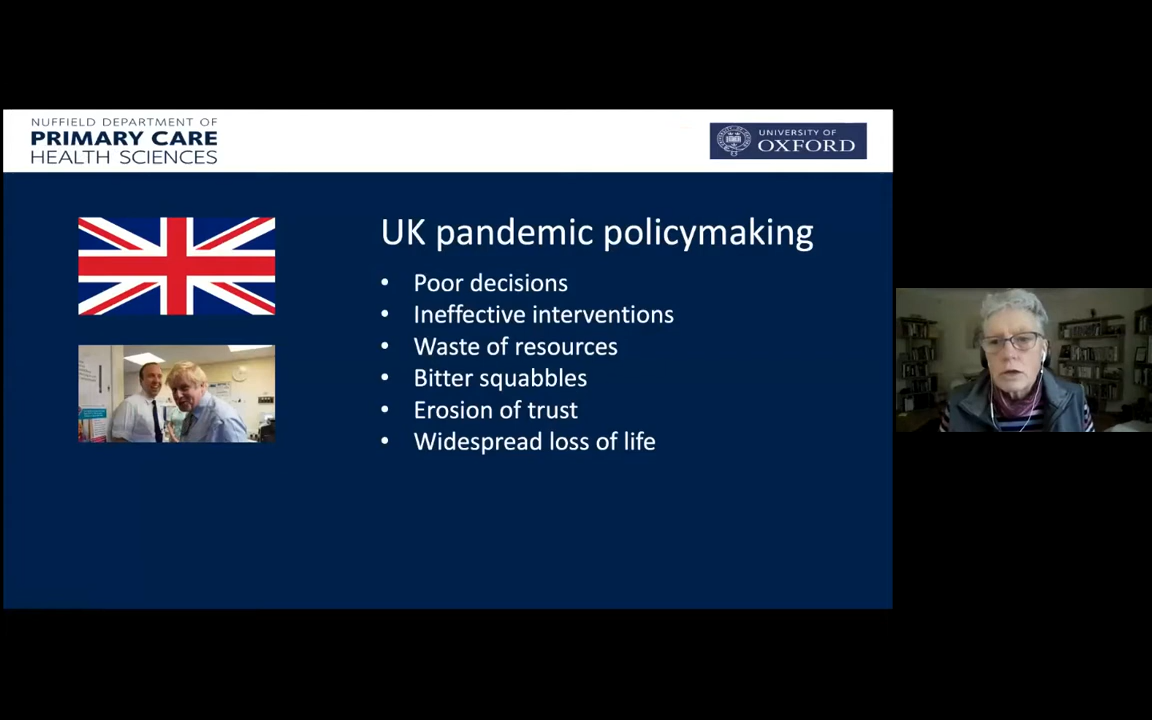 NUFFIELD DEPARTMENT OF
PRIMARY CARE
HEALTH SCIENCES
UNIVERSITY OF
OXFORD
UK pandemic policymaking
• Poor decisions
• Ineffective interventions
• Waste of resources
• Bitter squabbles
• Erosion of trust
• Widespread loss of life